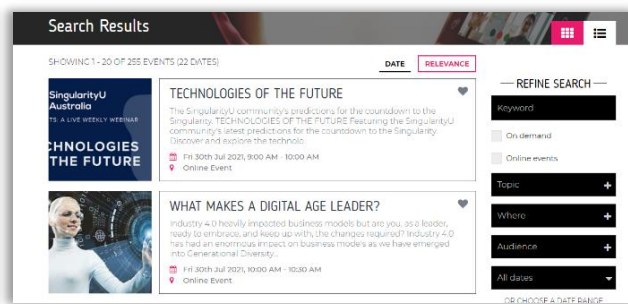 Search Results
SHOWING 1 - 20 OF 255 EVENTS (22 DATES)
DATE
RELEVANCE
SingularityU
Australia
TS: A LIVE WEEKLY WEBINAR
CHNOLOGIES
THE FUTURE
TECHNOLOGIES OF THE FUTURE
The SingularityU community's predictions for the countdown to the
Singularity. TECHNOLOGIES OF THE FUTURE Featuring the SingularityU
community's latest predictions for the countdown to the Singularity.
Discover and explore the technolo...
Fri 30th Jul 2021, 9:00 AM - 10:00 AM
Online Event
WHAT MAKES A DIGITAL AGE LEADER?
Industry 4.0 heavily impacted business models but are you, as a leader,
ready to embrace, and keep up with, the changes required? Industry 4.0
has had an enormous impact on business models as we have emerged
into Generational Diversity...
Fri 30th Jul 2021, 10:00 AM - 10:30 AM
Online Event
REFINE SEARCH
Keyword
On demand
Online events
Topic +
Where +
Audience +
All dates
OR CHOOSE A DATE RANGE